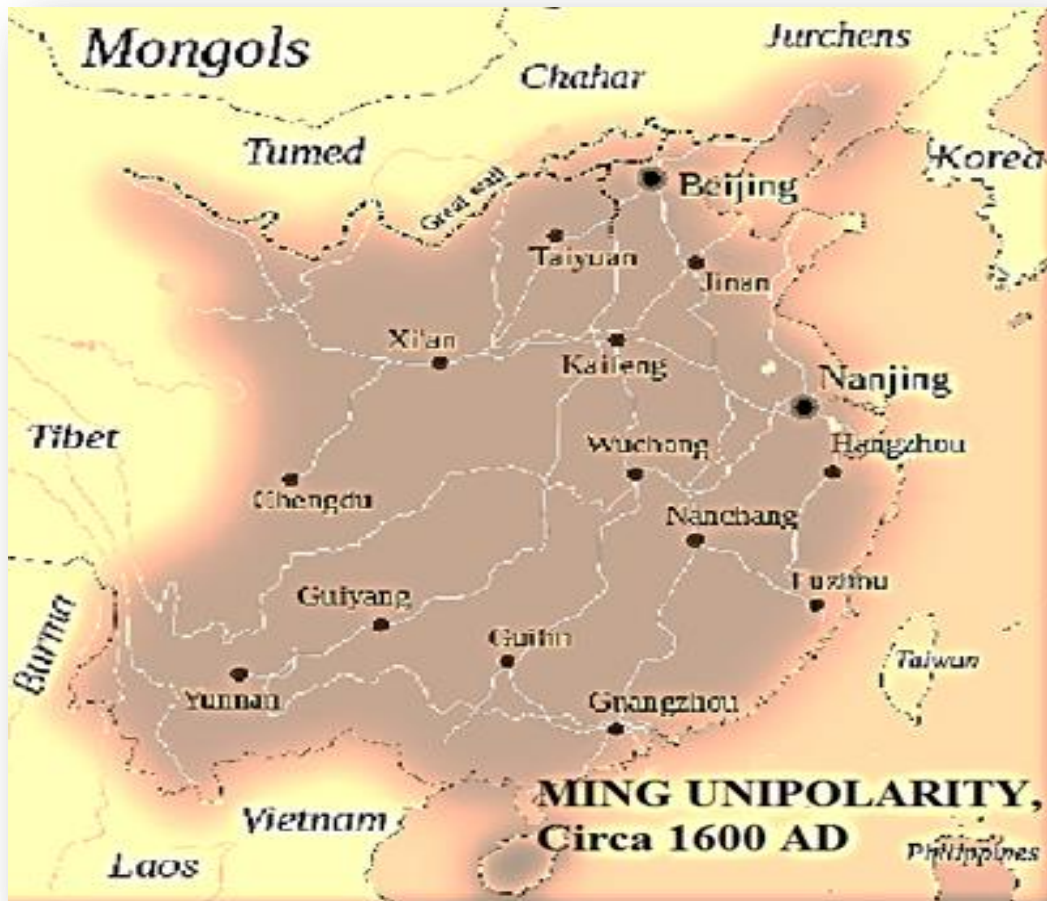 Mongols
Jurchens
Chahar
Tumed
Korea
Great wall
Beijing
Taiyuan
Jinan
Xi'an
Kaifeng
Nanjing
Tibet
Wuchang
Hangzhou
Chengdu
Nanchang
Guiyang
Fuzhou
Burma
Guilin
Taiwan
Yunnan
Guangzhou
MING UNIPOLARITY,
Circa 1600 AD
Vietnam
Laos
Philippines